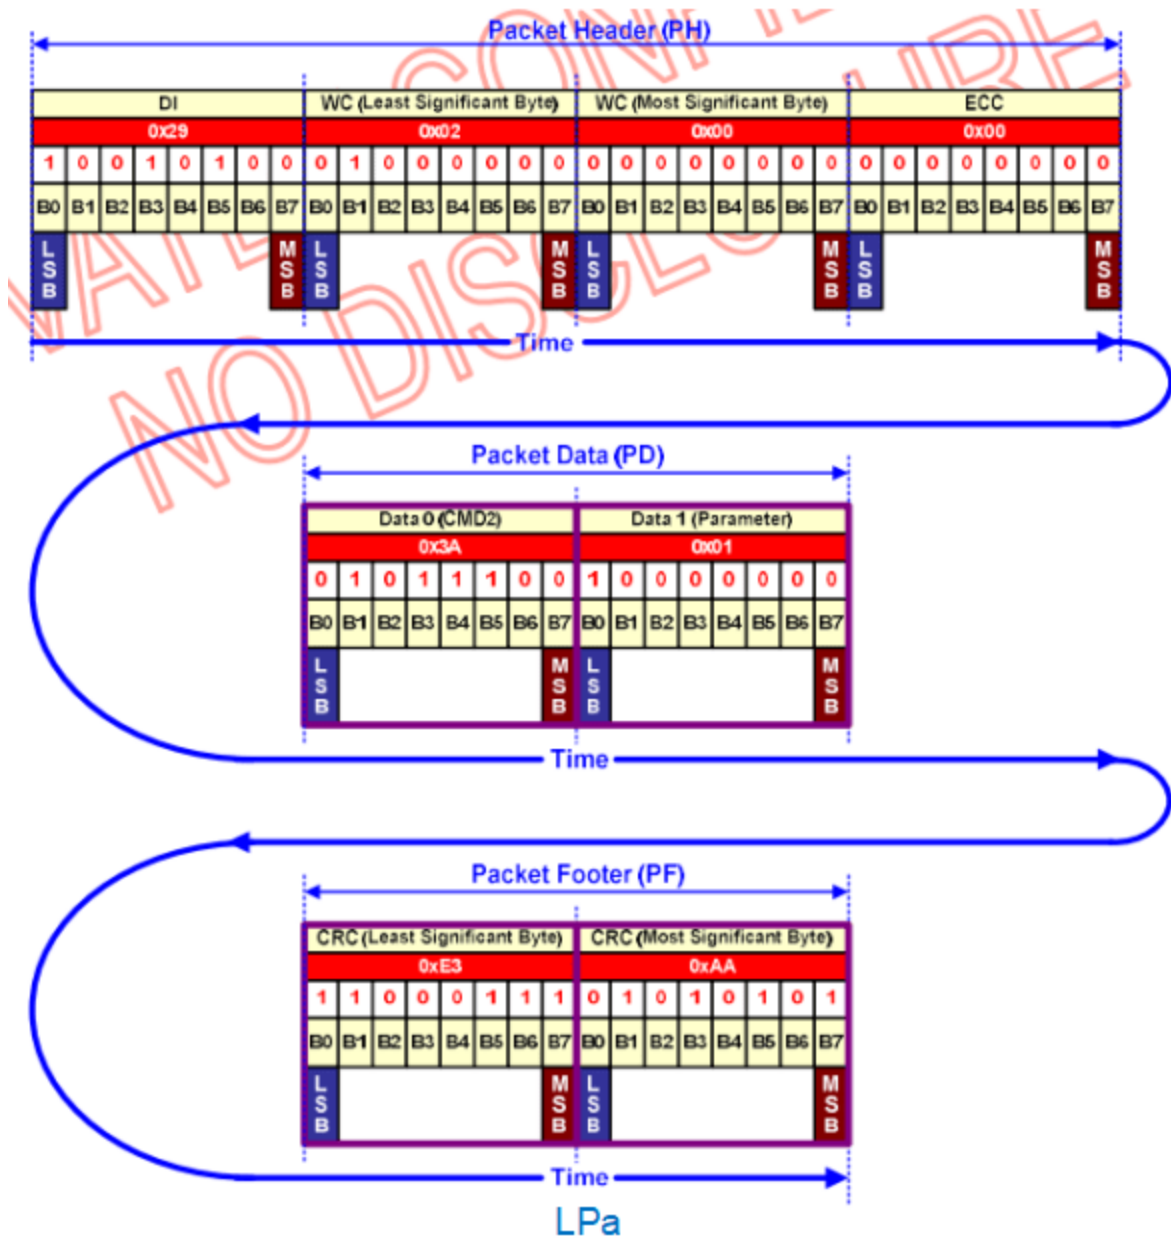 Packet Header (PH)
DI WC (Least Significant Byte) WC (Most Significant Byte) ECC
0x29 0x02 0x00 0x00
1 0 0 1 0 1 0 0 0 1 0 0 0 0 0 0 0 0 0 0 0 0 0 0 0 0 0 0 0 0 0 0
B0 B1 B2 B3 B4 B5 B6 B7 B0 B1 B2 B3 B4 B5 B6 B7 B0 B1 B2 B3 B4 B5 B6 B7 B0 B1 B2 B3 B4 B5 B6 B7
LSB MSB LSB MSB LSB MSB LSB MSB
NO DISCLOSURE
Time
Packet Data (PD)
Data 0 (CMD2) Data 1 (Parameter)
0x3A 0x01
0 1 0 1 1 1 0 0 1 0 0 0 0 0 0 0
B0 B1 B2 B3 B4 B5 B6 B7 B0 B1 B2 B3 B4 B5 B6 B7
LSB MSB LSB MSB
Time
Packet Footer (PF)
CRC (Least Significant Byte) CRC (Most Significant Byte)
0xE3 0xAA
1 1 0 0 0 1 1 1 0 1 0 1 0 1 0 1
B0 B1 B2 B3 B4 B5 B6 B7 B0 B1 B2 B3 B4 B5 B6 B7
LSB MSB LSB MSB
Time
LPa